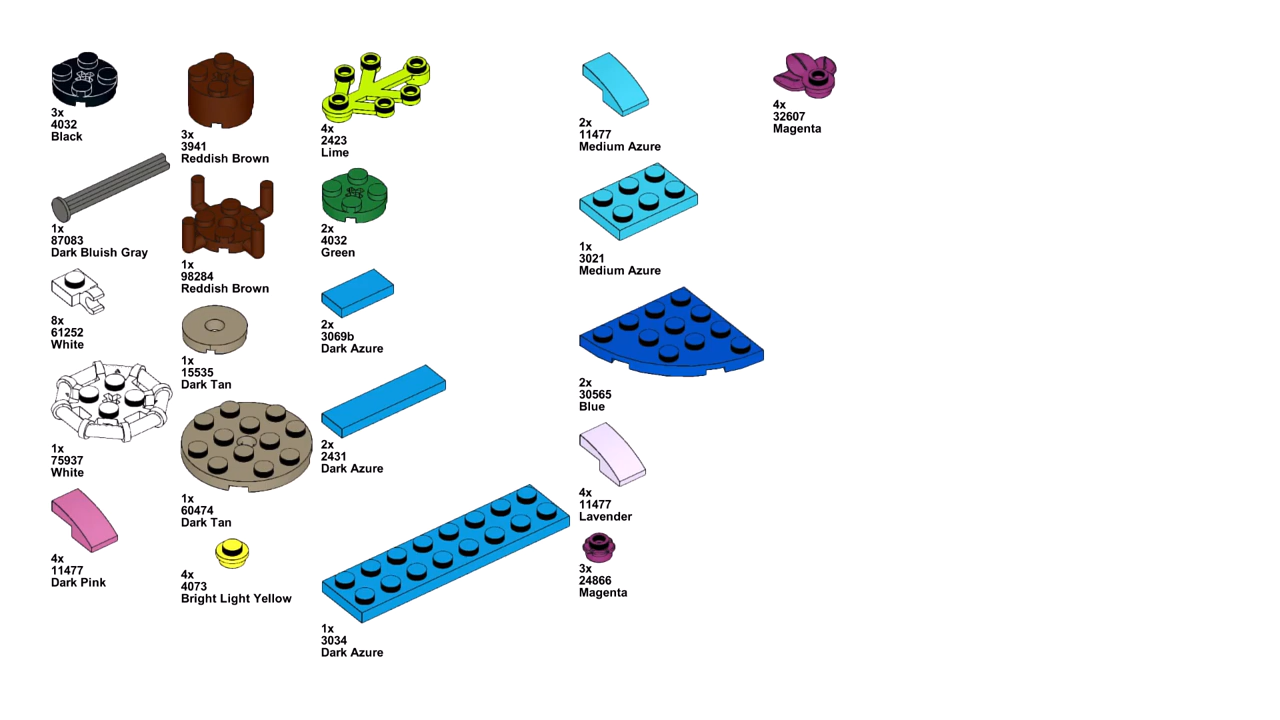 3x
4032
Black
1x
87083
Dark Bluish Gray
8x
61252
White
1x
75937
White
4x
11477
Dark Pink
3x
3941
Reddish Brown
1x
98284
Reddish Brown
1x
15535
Dark Tan
1x
60474
Dark Tan
4x
4073
Bright Light Yellow
4x
2423
Lime
2x
4032
Green
2x
3069b
Dark Azure
2x
2431
Dark Azure
1x
3034
Dark Azure
2x
11477
Medium Azure
1x
3021
Medium Azure
2x
30565
Blue
4x
11477
Lavender
3x
24866
Magenta
4x
32607
Magenta